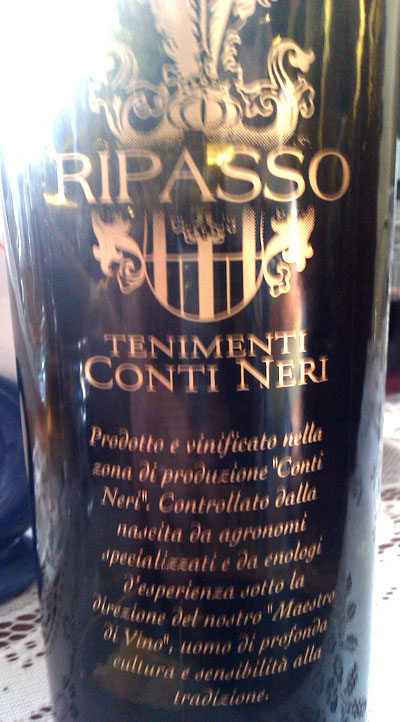 RIPASSO
TENIMENTI
CONTI NERI
Prodotto e vinificato nella
zona di produzione "Conti
Neri". Controllato dalla
nascita da agronomi
specializzati e da enologi
d'esperienza sotto la
direzione del nostro "Maestro
di Vino", uomo di profonda
cultura e sensibilità alla
tradizione.